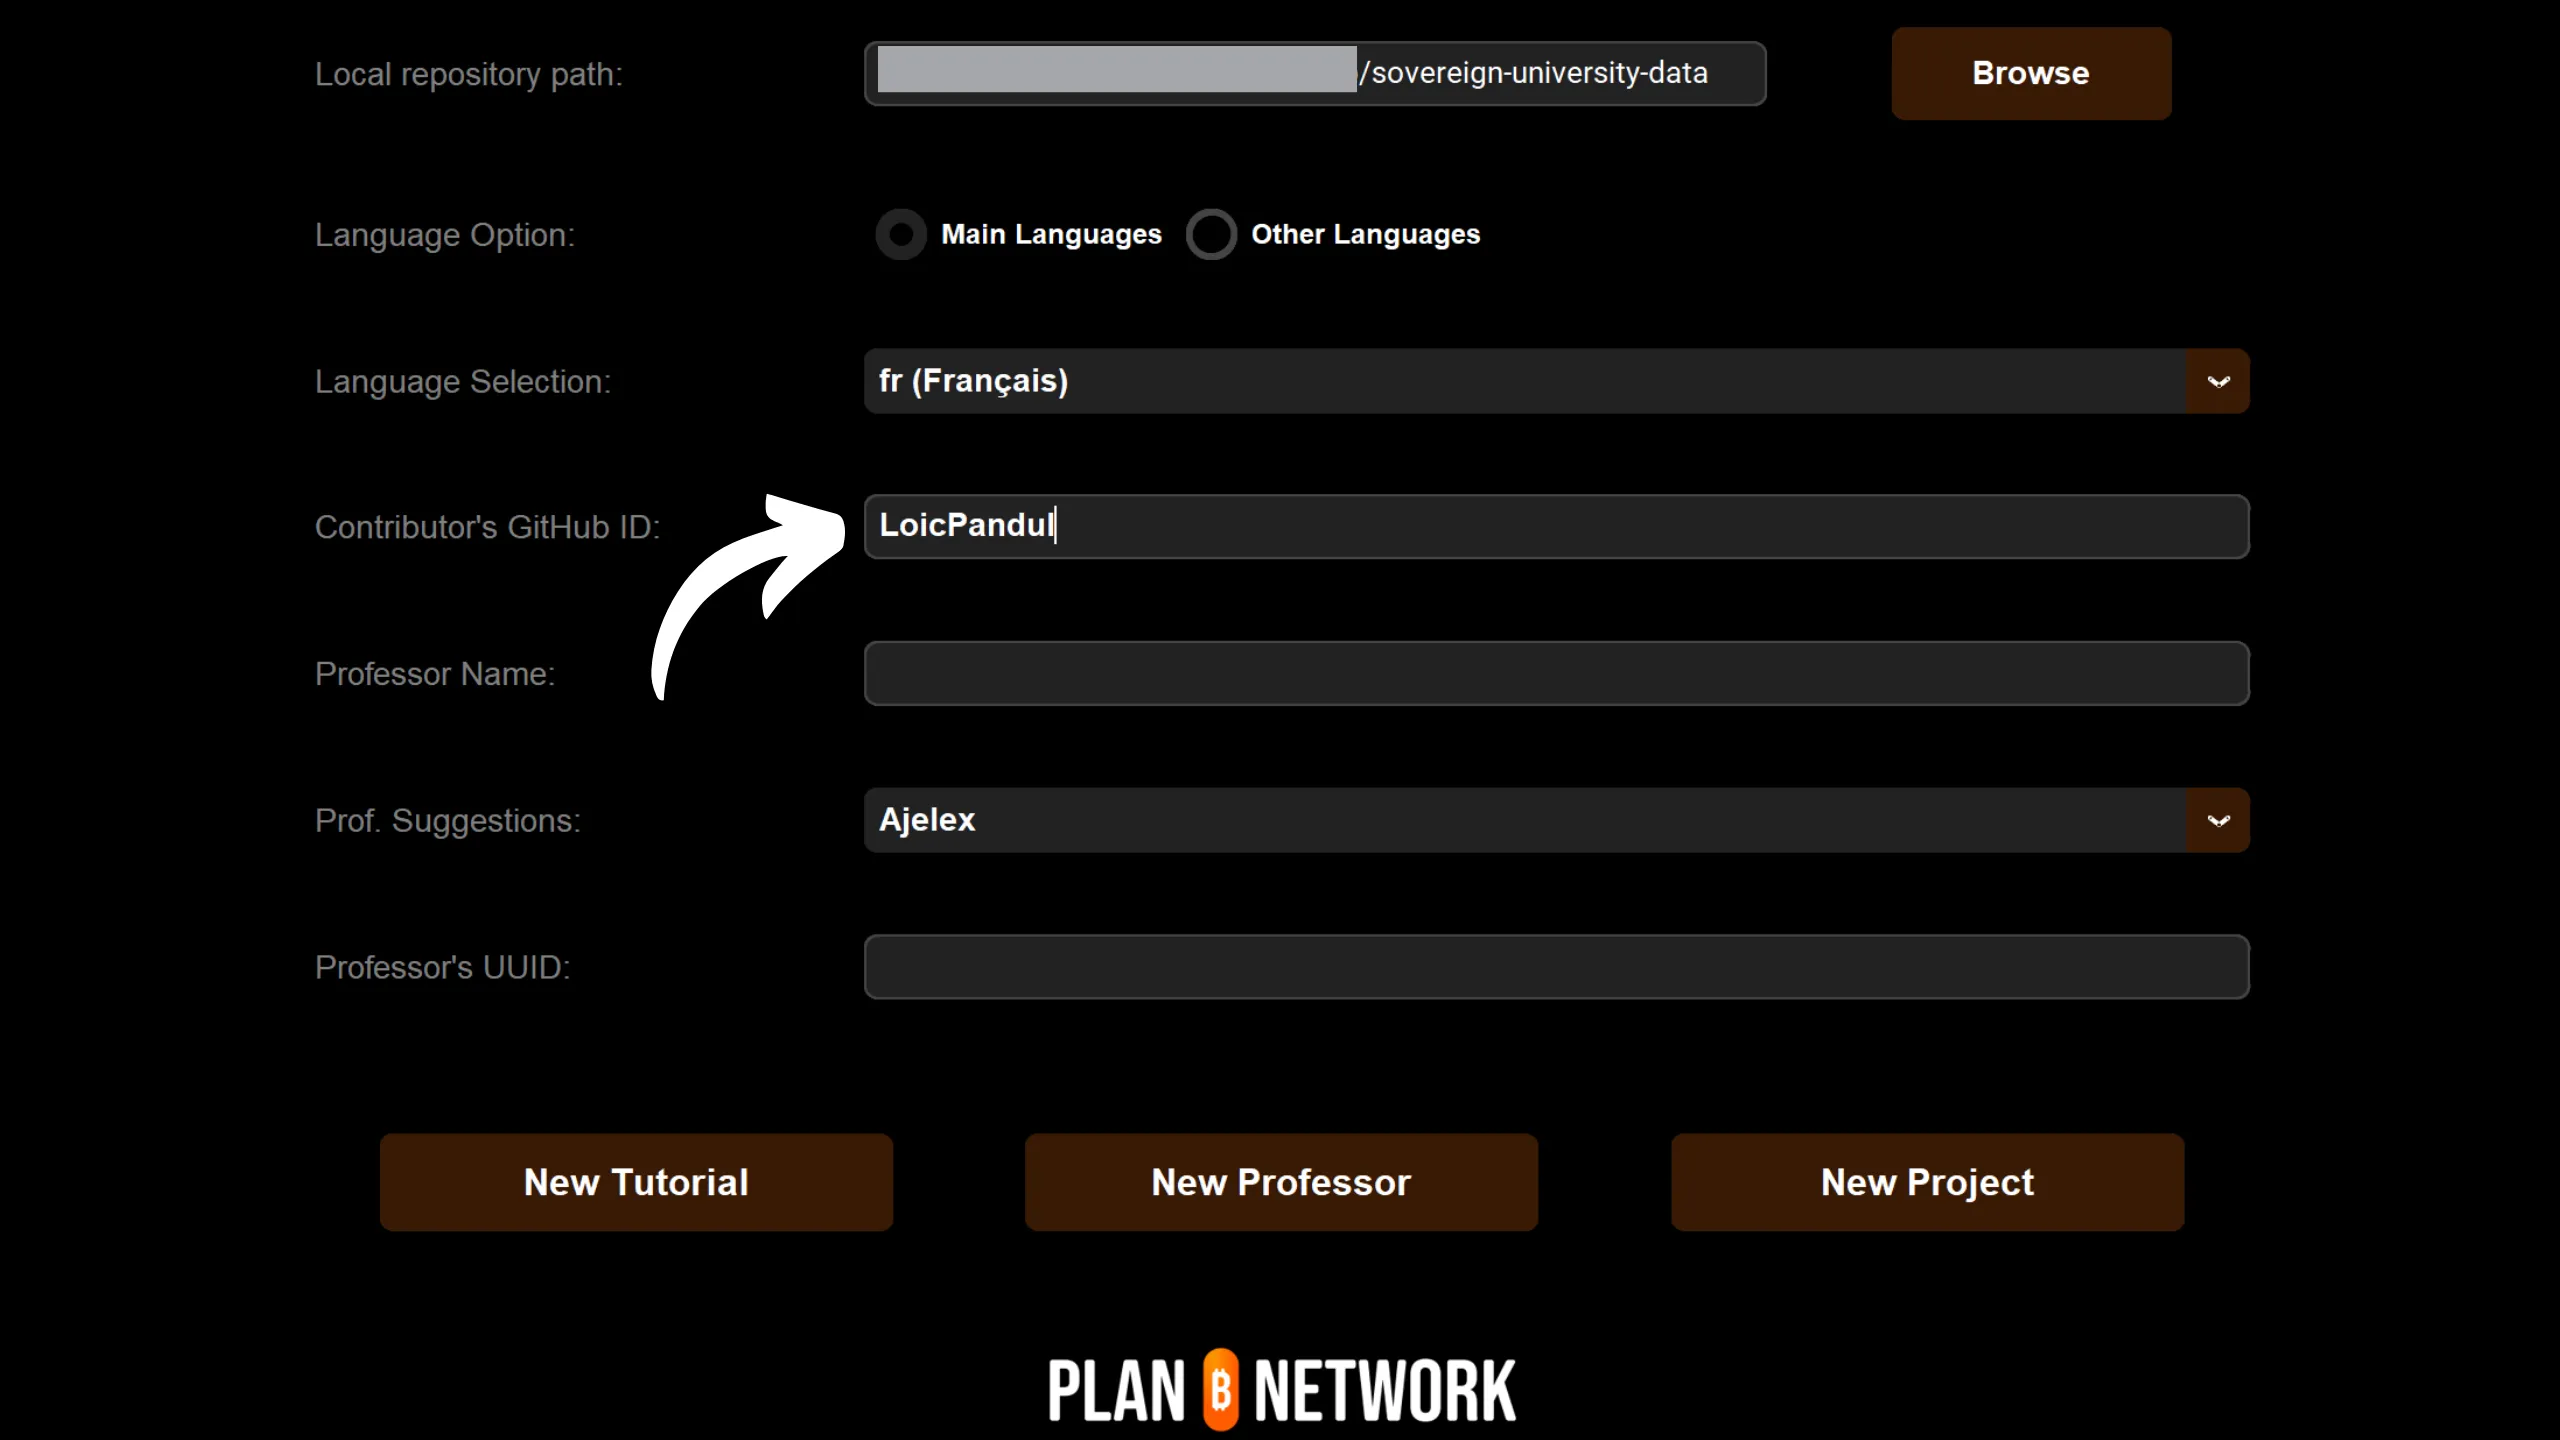 Local repository path: /sovereign-university-data Browse
Language Option: Main Languages Other Languages
Language Selection: fr (Français)
Contributor's GitHub ID: LoicPandul
Professor Name:
Prof. Suggestions: Ajelex
Professor's UUID:
New Tutorial New Professor New Project
PLAN ₿ NETWORK